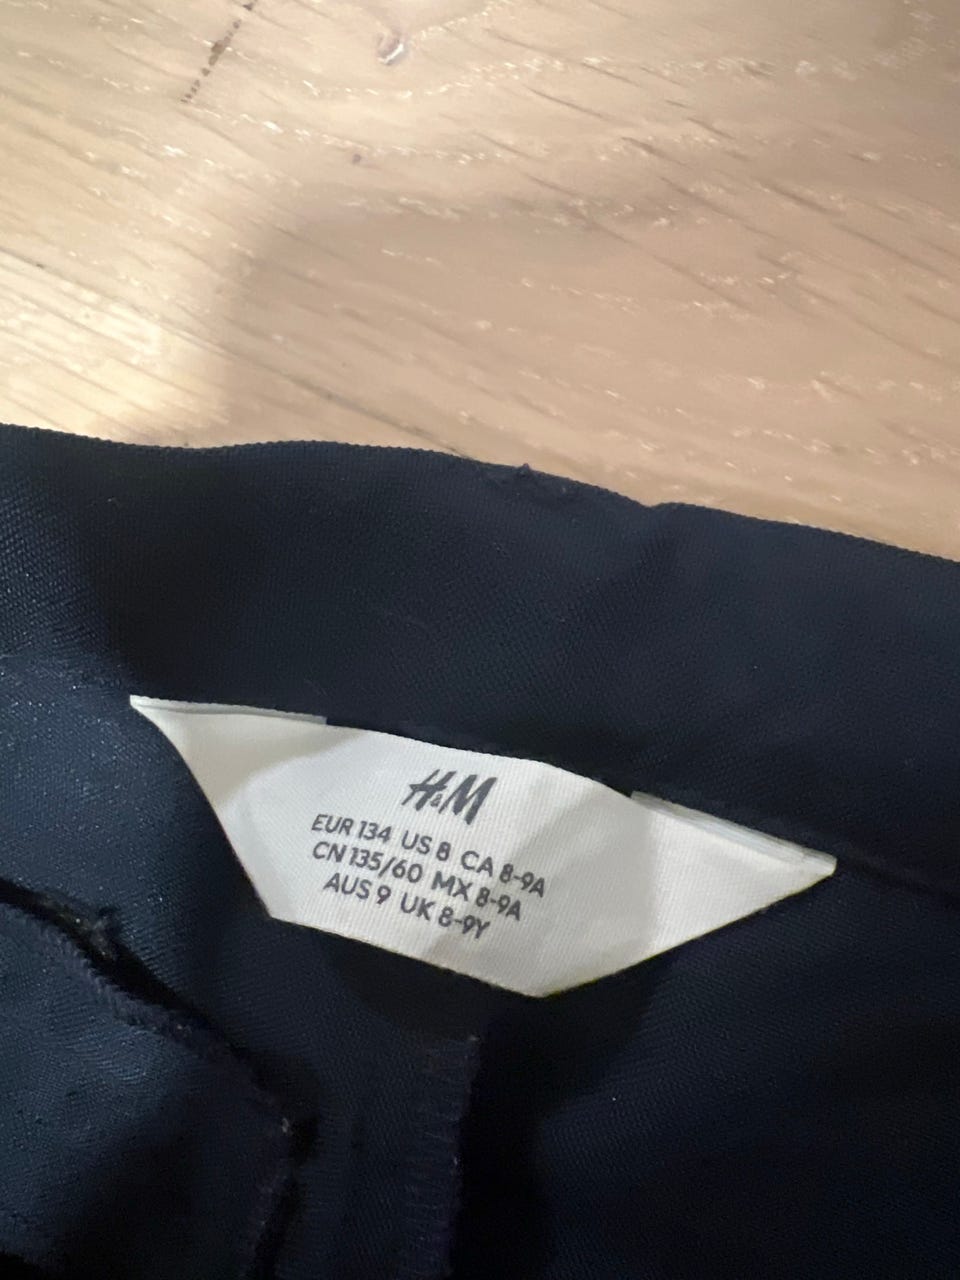 H&M
EUR 134 US 8 CA 8-9A
CN 135/60 MX 8-9A
AUS 9 UK 8-9Y